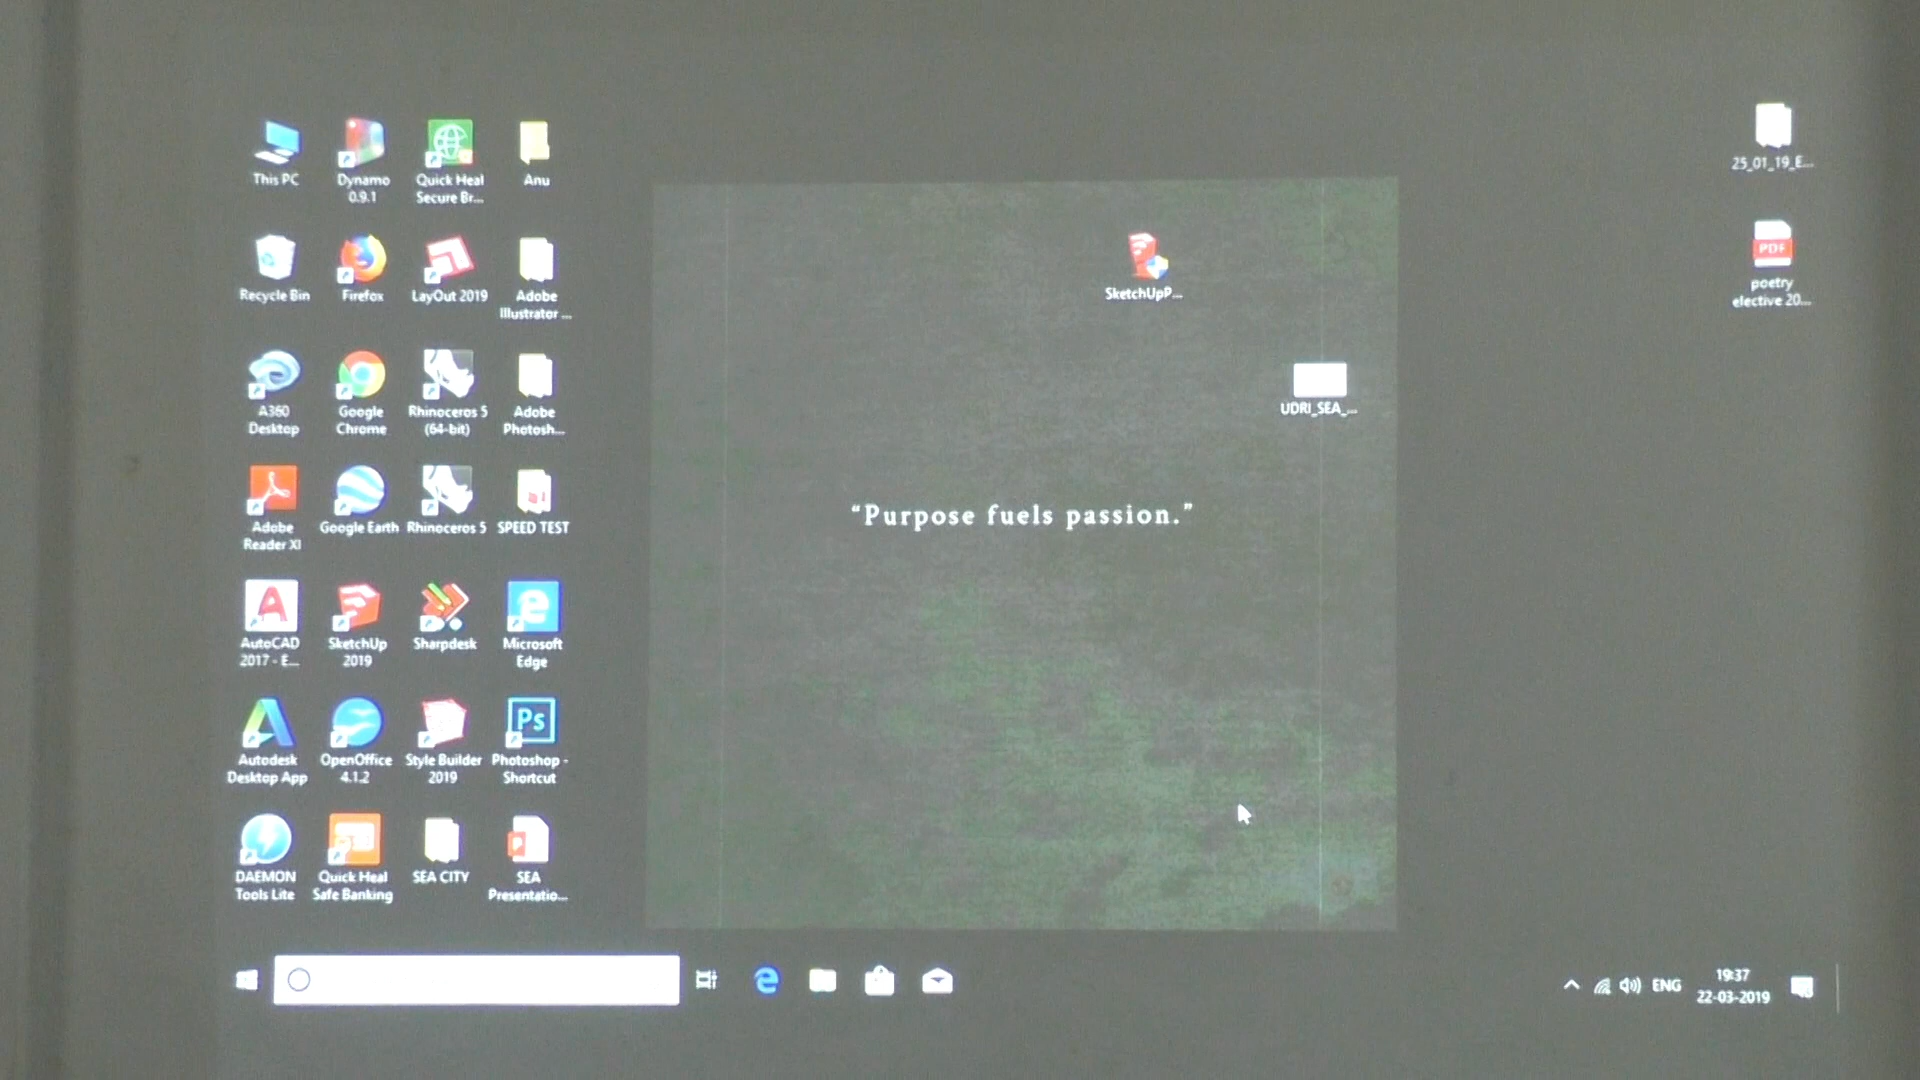 This PC
Dynamo
0.9.1
Quick Heal
Secure Br...
Anu
25_01_19_E...
Recycle Bin
Firefox
LayOut 2019
Adobe
Illustrator ...
SketchUpP...
PDF
poetry
elective 20...
A360
Desktop
Google
Chrome
Rhinoceros 5
(64-bit)
Adobe
Photosh...
UDRI_SEA_...
Adobe
Reader XI
Google Earth
Rhinoceros 5
SPEED TEST
“Purpose fuels passion.”
AutoCAD
2017 - E...
SketchUp
2019
Sharpdesk
Microsoft
Edge
Autodesk
Desktop App
OpenOffice
4.1.2
Style Builder
2019
Ps
Photoshop -
Shortcut
DAEMON
Tools Lite
Quick Heal
Safe Banking
SEA CITY
P
SEA
Presentatio...
ENG
19:37
22-03-2019